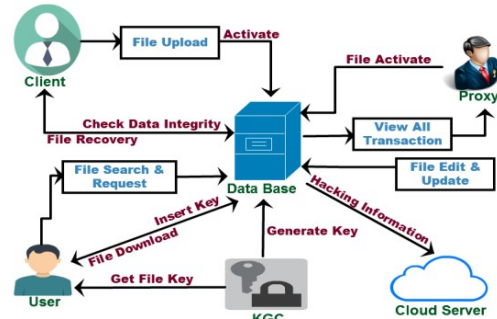 File Upload
Activate
Client
File Activate
Proxy
Check Data Integrity
File Recovery
View All
Transaction
File Search &
Request
Data Base
File Edit &
Update
Insert Key
File Download
Hacking Information
Generate Key
User
Get File Key
KGC
Cloud Server